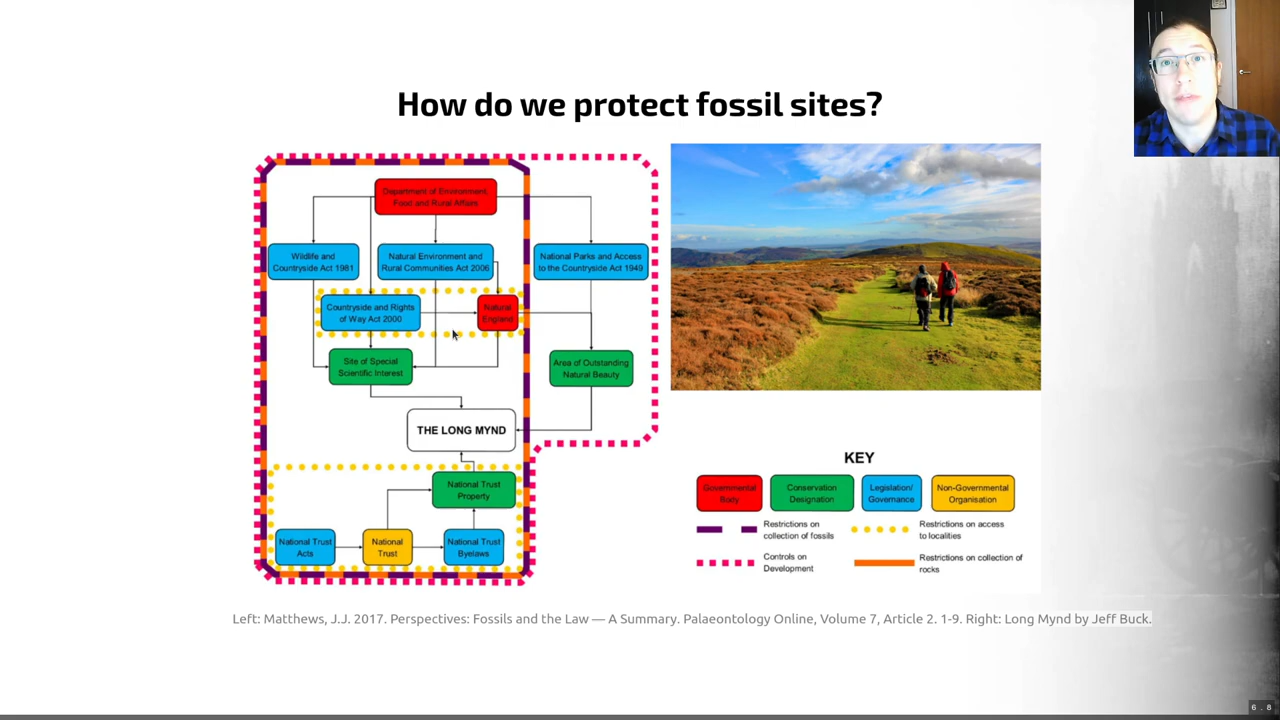 How do we protect fossil sites?
Department of Environment,
Food and Rural Affairs
Wildlife and
Countryside Act 1981
Natural Environment and
Rural Communities Act 2006
National Parks and Access
to the Countryside Act 1949
Countryside and Rights
of Way Act 2000
Natural
England
Site of Special
Scientific Interest
Area of Outstanding
Natural Beauty
THE LONG MYND
National Trust
Property
National Trust
Acts
National
Trust
National Trust
Byelaws
KEY
Governmental
Body
Conservation
Designation
Legislation/
Governance
Non-Governmental
Organisation
Restrictions on
collection of fossils
Restrictions on access
to localities
Controls on
Development
Restrictions on collection of
rocks
Left: Matthews, J.J. 2017. Perspectives: Fossils and the Law — A Summary. Palaeontology Online, Volume 7, Article 2. 1-9. Right: Long Mynd by Jeff Buck.
6 . 8